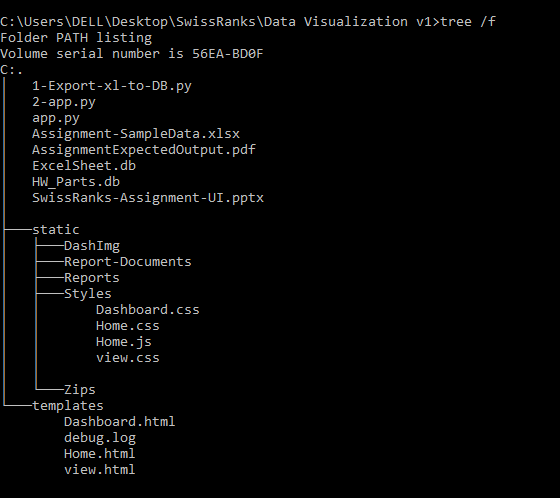 C:\Users\DELL\Desktop\SwissRanks\Data Visualization v1>tree /f
Folder PATH listing
Volume serial number is 56EA-BD0F
C:.
│   1-Export-xl-to-DB.py
│   2-app.py
│   app.py
│   Assignment-SampleData.xlsx
│   AssignmentExpectedOutput.pdf
│   ExcelSheet.db
│   HW_Parts.db
│   SwissRanks-Assignment-UI.pptx
│
├───static
│   ├───DashImg
│   ├───Report-Documents
│   ├───Reports
│   ├───Styles
│   │       Dashboard.css
│   │       Home.css
│   │       Home.js
│   │       view.css
│   │
│   └───Zips
└───templates
        Dashboard.html
        debug.log
        Home.html
        view.html